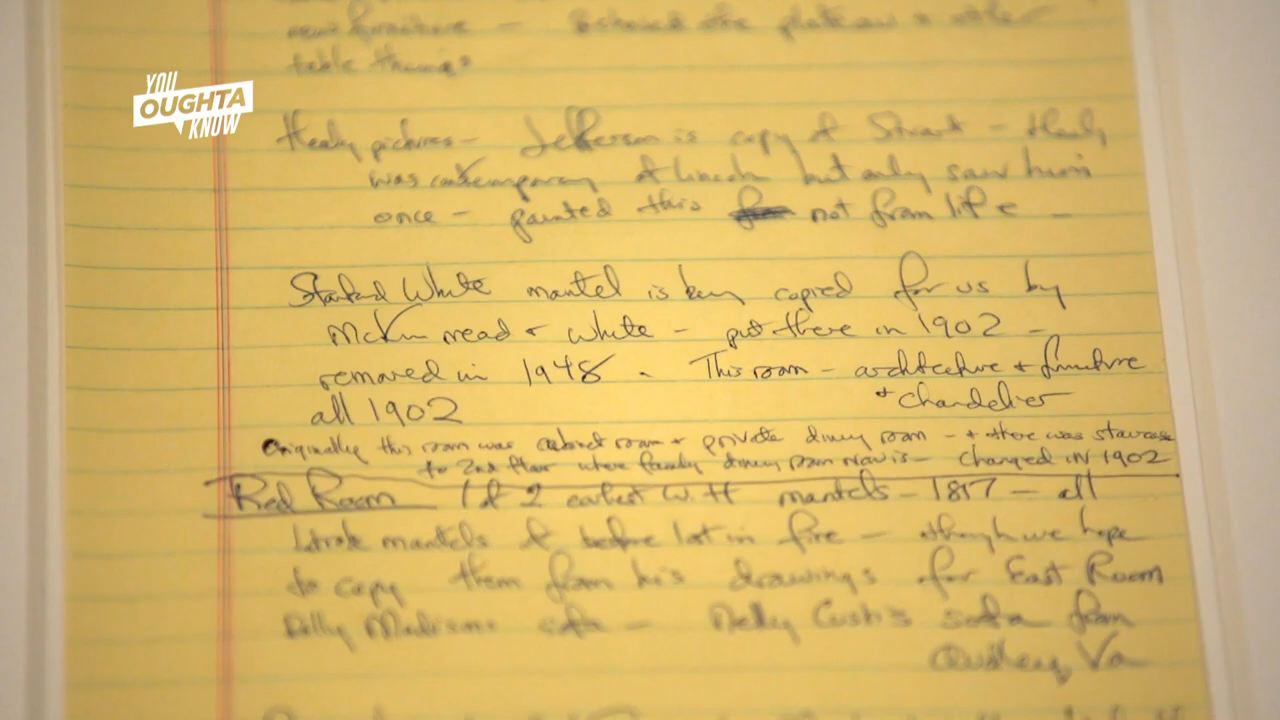 YOU
OUGHTA
KNOW
table things
Healy pictures - Jefferson is copy of Stuart - Healy
was contemporary of Lincoln but only saw him
once - painted this not from life -
Stanford White mantel is being copied for us by
McKim mead + white - put there in 1902 -
removed in 1948 . This room - architecture + furniture
all 1902 + chandelier
Originally this room was cabinet room + private dining room - + there was staircase
to 2nd floor where family dining room now is - Changed in 1902
Red Room 1 of 2 earliest W. H mantels - 1817 - all
Latrobe mantels of before lost in fire - though we hope
to copy them from his drawings for East Room
Dolly Madisons sofa - Nelly Custis sofa from
Va